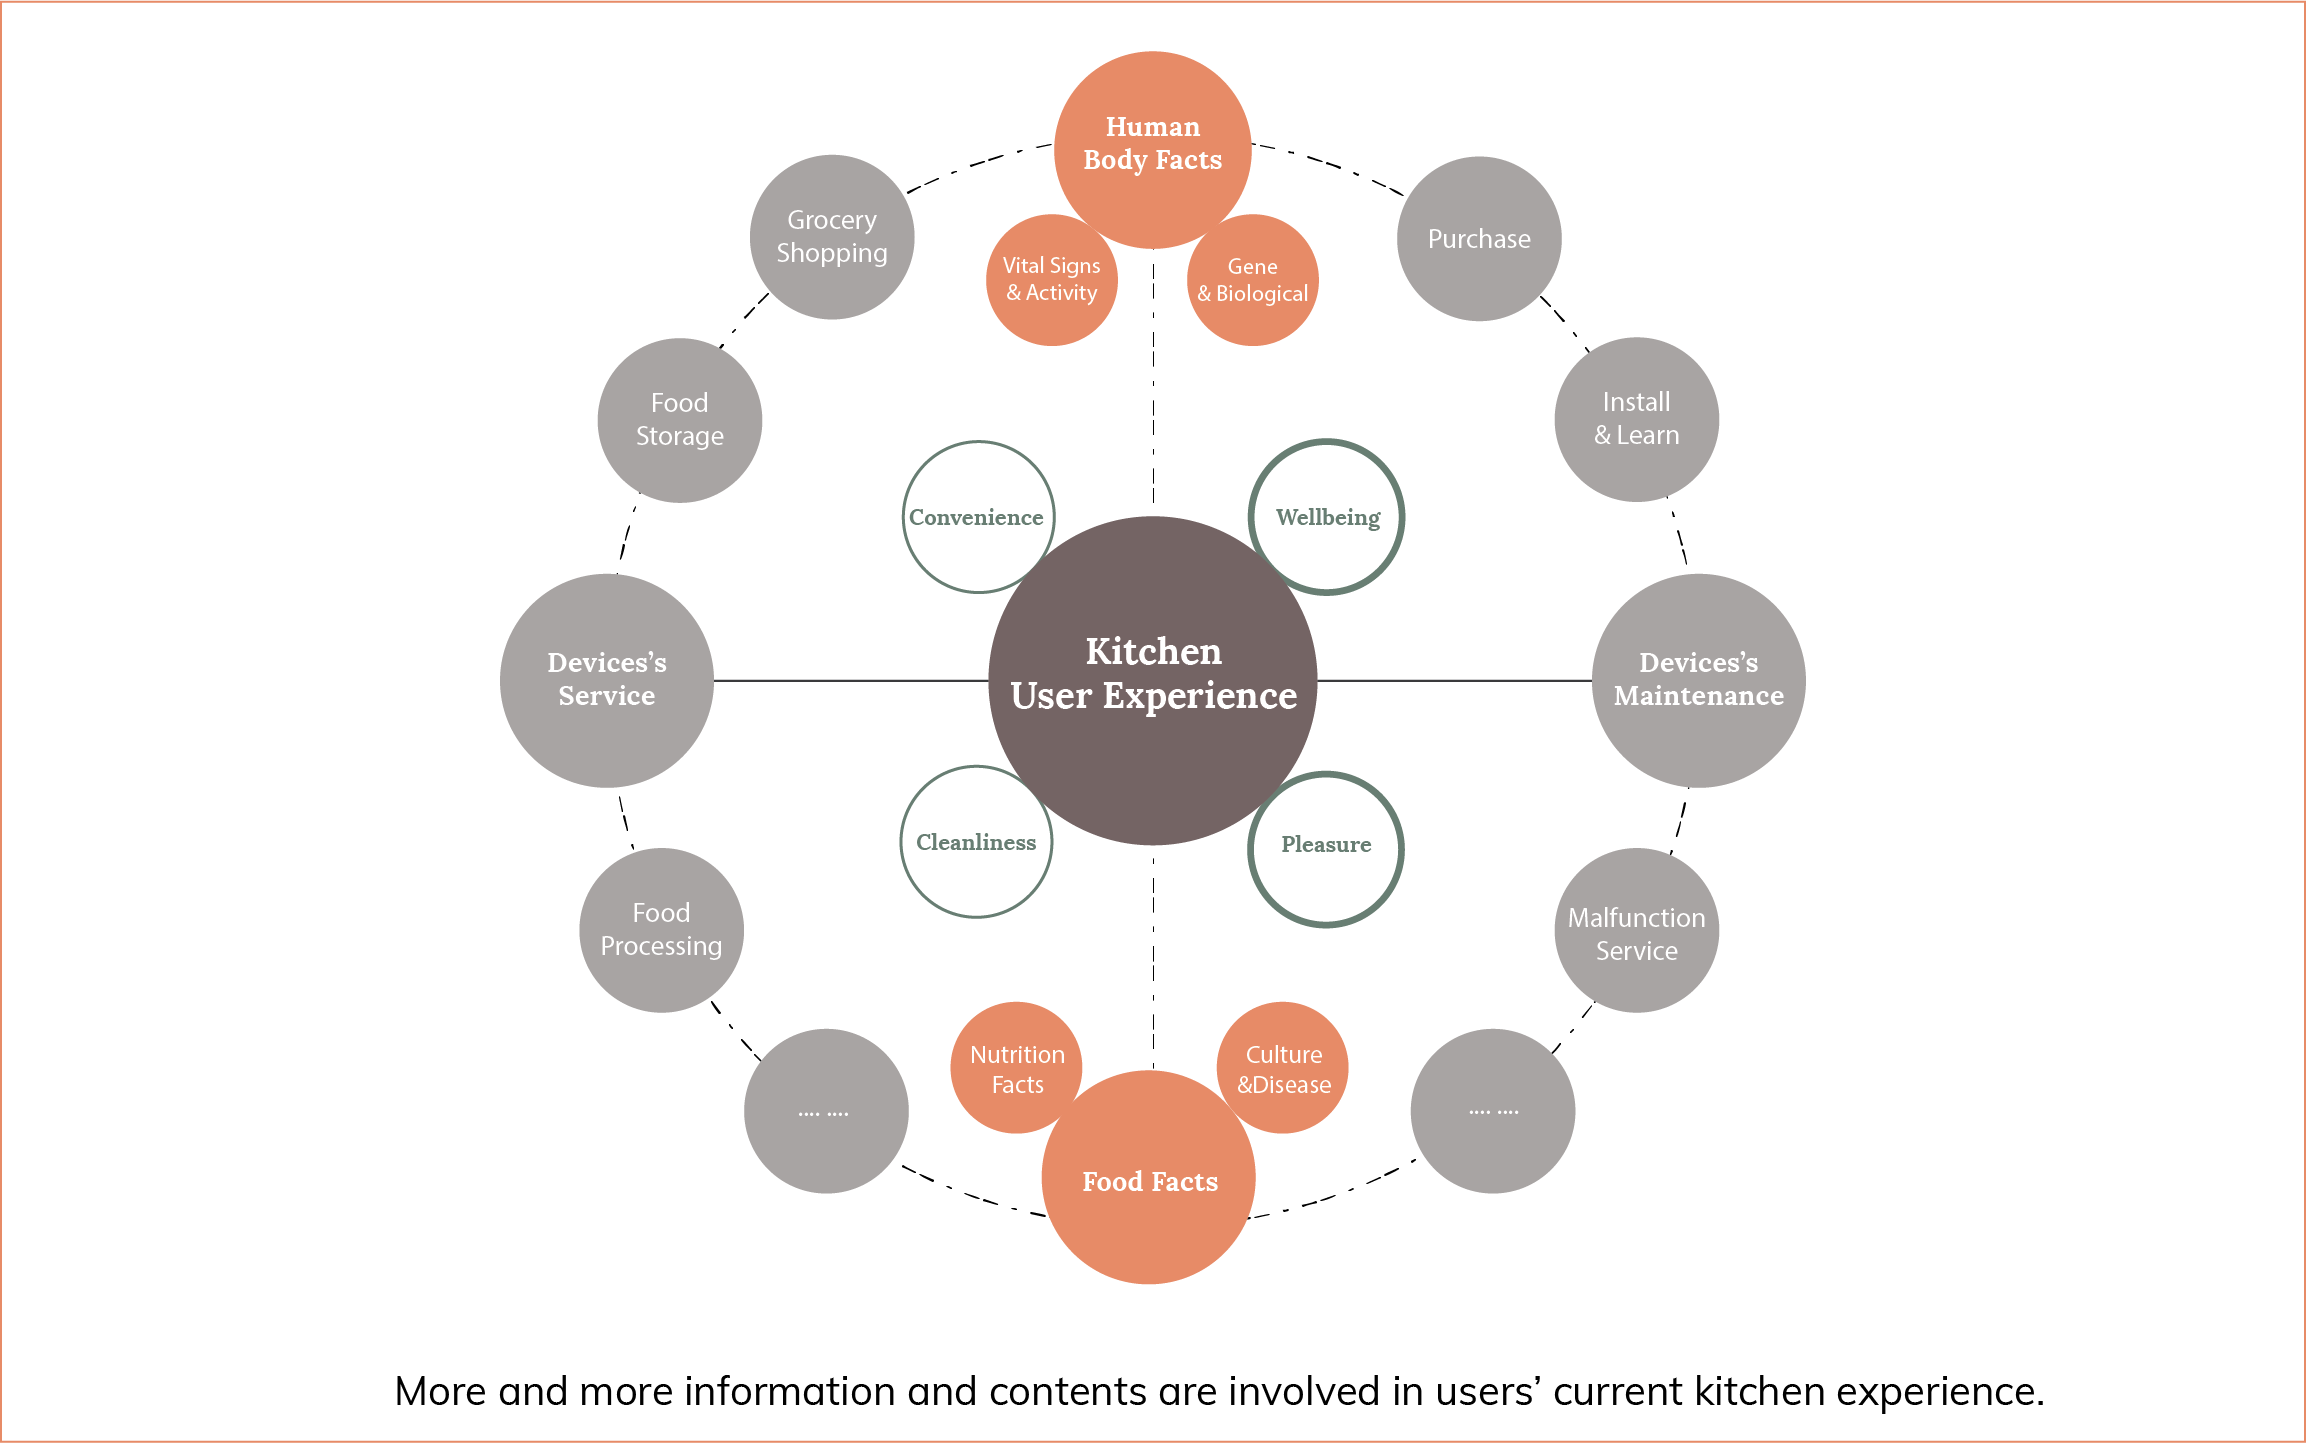 Human
Body Facts
Grocery
Shopping
Purchase
Vital Signs
& Activity
Gene
& Biological
Food
Storage
Install
& Learn
Convenience
Wellbeing
Devices’s
Service
Kitchen
User Experience
Devices’s
Maintenance
Cleanliness
Pleasure
Food
Processing
Malfunction
Service
Nutrition
Facts
Culture
&Disease
.... ....
.... ....
Food Facts
More and more information and contents are involved in users’ current kitchen experience.